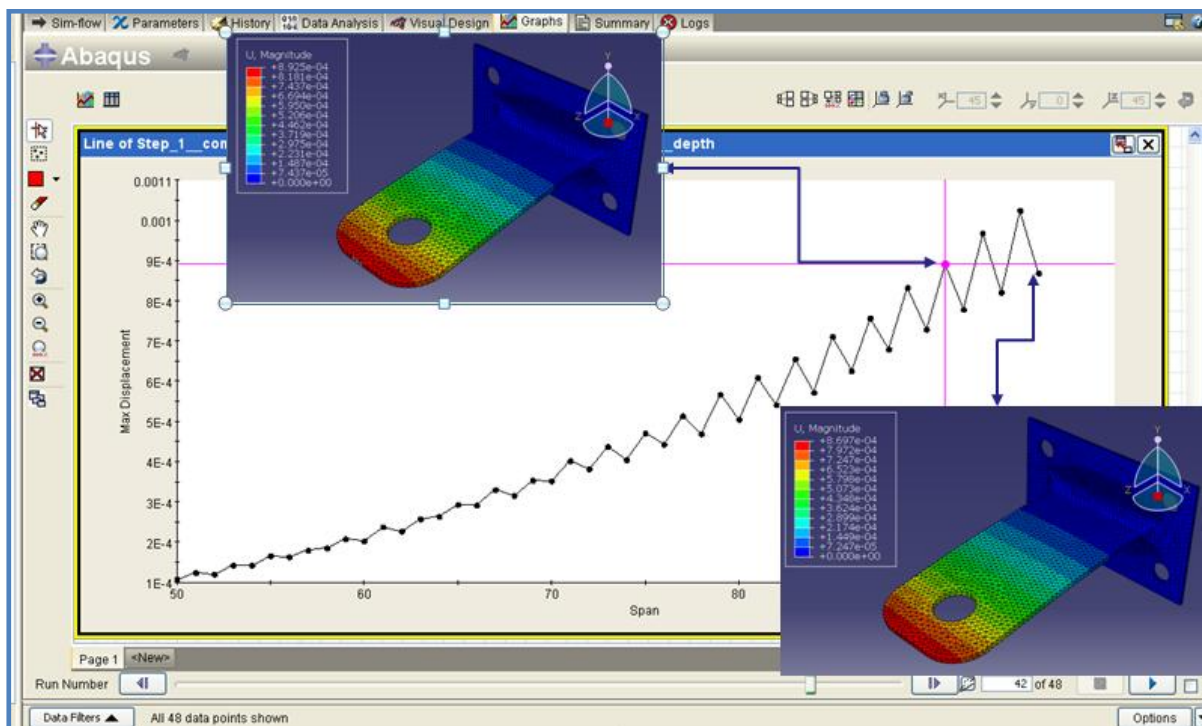 Sim-flow Parameters History Data Analysis Visual Design Graphs Summary Logs
Abaqus
45 0 45
Line of Step_1__con _depth
U, Magnitude
+8.925e-04
+8.181e-04
+7.437e-04
+6.694e-04
+5.950e-04
+5.206e-04
+4.462e-04
+3.719e-04
+2.975e-04
+2.231e-04
+1.487e-04
+7.437e-05
+0.000e+00
Y
Z X
0.0011
0.001
9E-4
8E-4
7E-4
6E-4
5E-4
4E-4
3E-4
2E-4
1E-4
Max Displacement
50 60 70 80
Span
U, Magnitude
+8.697e-04
+7.972e-04
+7.247e-04
+6.523e-04
+5.798e-04
+5.073e-04
+4.348e-04
+3.624e-04
+2.899e-04
+2.174e-04
+1.449e-04
+7.247e-05
+0.000e+00
Y
Z X
Page 1 <New>
Run Number 42 of 48
Data Filters All 48 data points shown Options